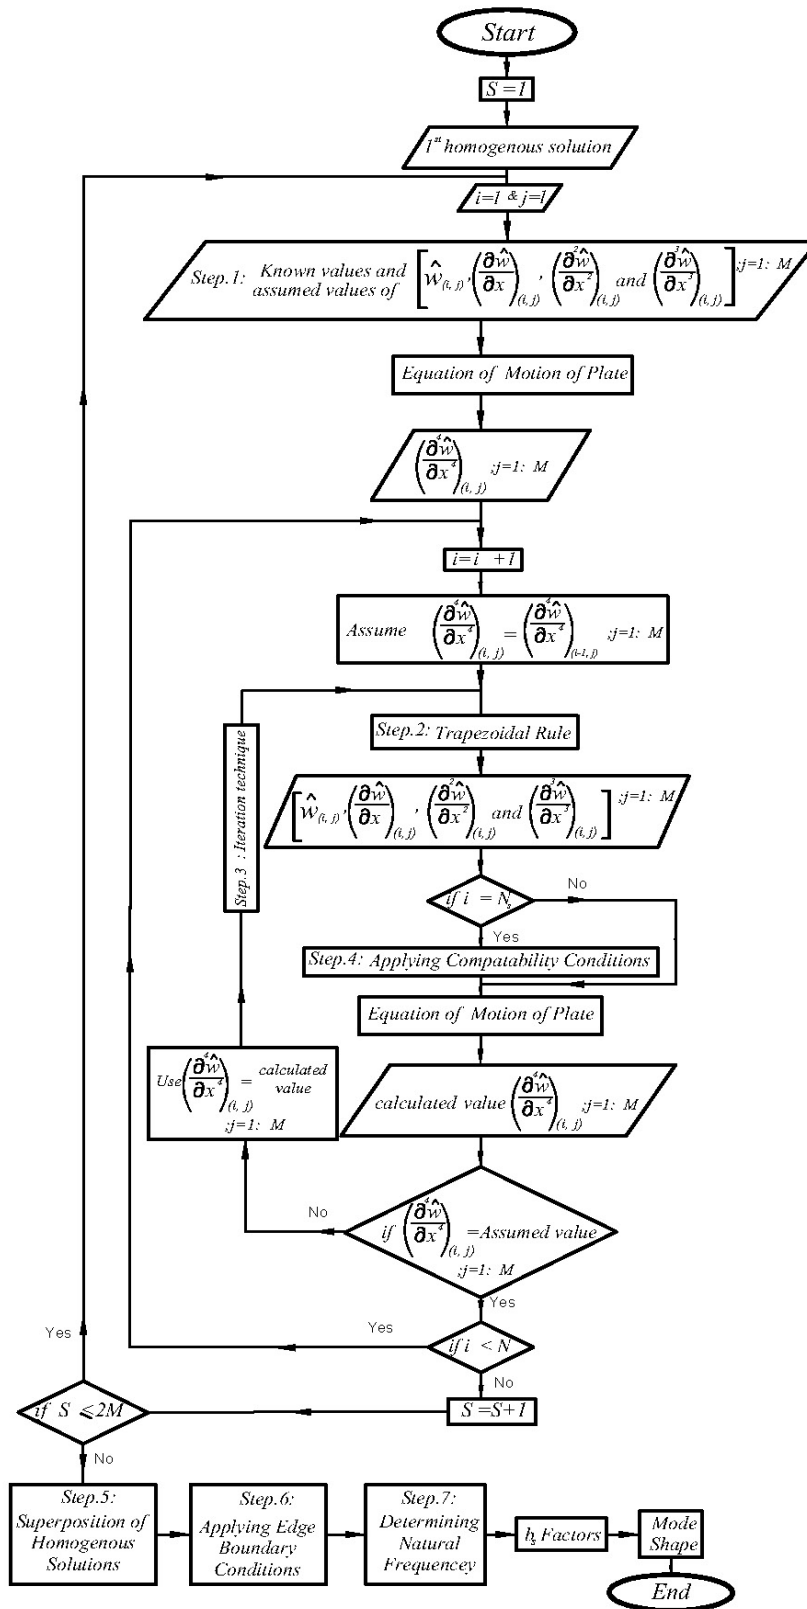 Start
S=1
1st homogenous solution
i=1 & j=1
Step.1: Known values and assumed values of [ŵ(i, j), (∂ŵ/∂x)(i, j), (∂²ŵ/∂x²)(i, j) and (∂³ŵ/∂x³)(i, j)] ;j=1: M
Equation of Motion of Plate
(∂⁴ŵ/∂x⁴)(i, j) ;j=1: M
i=i +1
Assume (∂⁴ŵ/∂x⁴)(i, j) = (∂⁴ŵ/∂x⁴)(i-1, j) ;j=1: M
Step.2: Trapezoidal Rule
Step.3 : Iteration technique
[ŵ(i, j), (∂ŵ/∂x)(i, j), (∂²ŵ/∂x²)(i, j) and (∂³ŵ/∂x³)(i, j)] ;j=1: M
if i = Ns
No
Yes
Step.4: Applying Compatability Conditions
Equation of Motion of Plate
Use (∂⁴ŵ/∂x⁴)(i, j) = calculated value
;j=1: M
calculated value (∂⁴ŵ/∂x⁴)(i, j) ;j=1: M
No
if (∂⁴ŵ/∂x⁴)(i, j) =Assumed value
;j=1: M
Yes
Yes
Yes
if i < N
No
S=S+1
if S ⩽2M
No
Step.5:
Superposition of
Homogenous
Solutions
Step.6:
Applying Edge
Boundary
Conditions
Step.7:
Determining
Natural
Frequencey
bs Factors
Mode
Shape
End